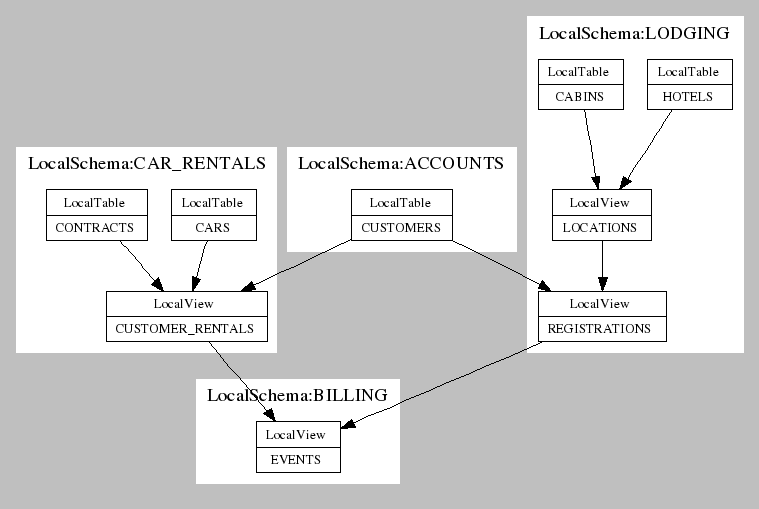 LocalSchema:LODGING
LocalTable
CABINS
LocalTable
HOTELS
LocalSchema:CAR_RENTALS
LocalTable
CONTRACTS
LocalTable
CARS
LocalSchema:ACCOUNTS
LocalTable
CUSTOMERS
LocalView
LOCATIONS
LocalView
CUSTOMER_RENTALS
LocalView
REGISTRATIONS
LocalSchema:BILLING
LocalView
EVENTS